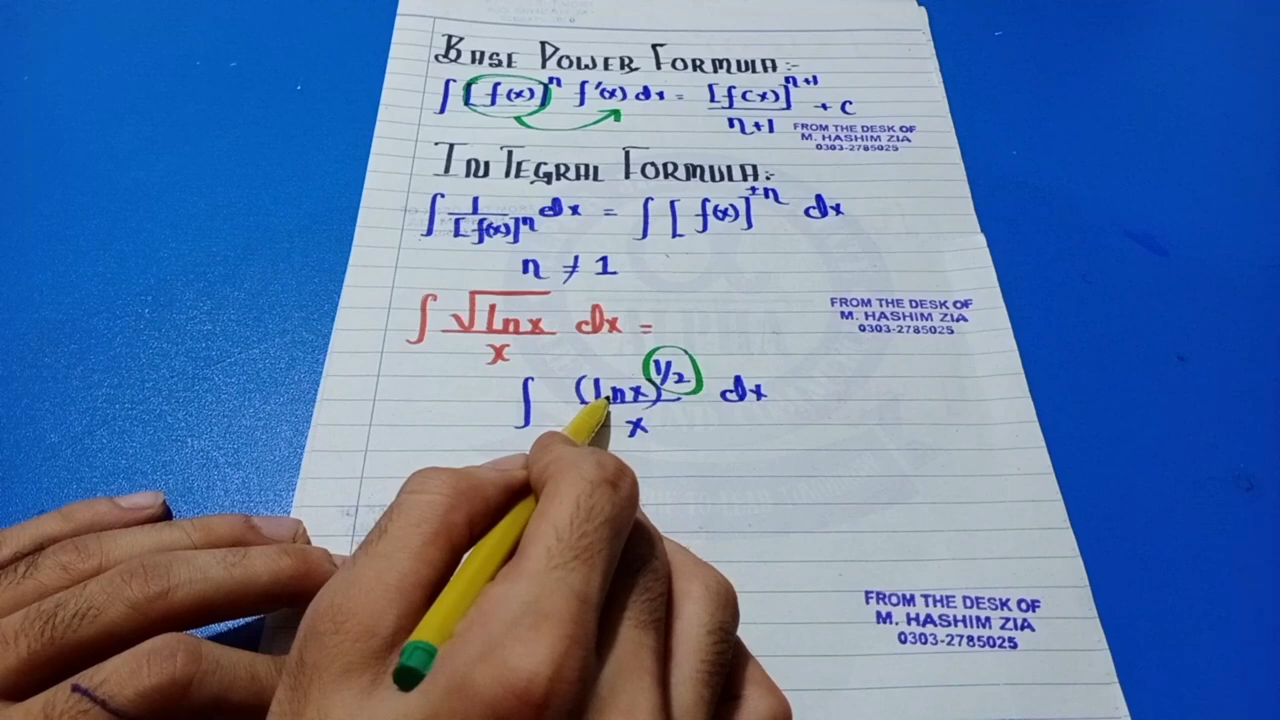 BASE POWER FORMULA:-
∫ [f(x)]^n f'(x) dx = [f(x)]^(n+1) / n+1 + c
FROM THE DESK OF
M. HASHIM ZIA
0303-2785025
INTEGRAL FORMULA:-
∫ 1/[f(x)]^n dx = ∫ [f(x)]^(±n) dx
n ≠ 1
∫ √lnx / x dx =
FROM THE DESK OF
M. HASHIM ZIA
0303-2785025
∫ (lnx)^(1/2) / x dx
FROM THE DESK OF
M. HASHIM ZIA
0303-2785025